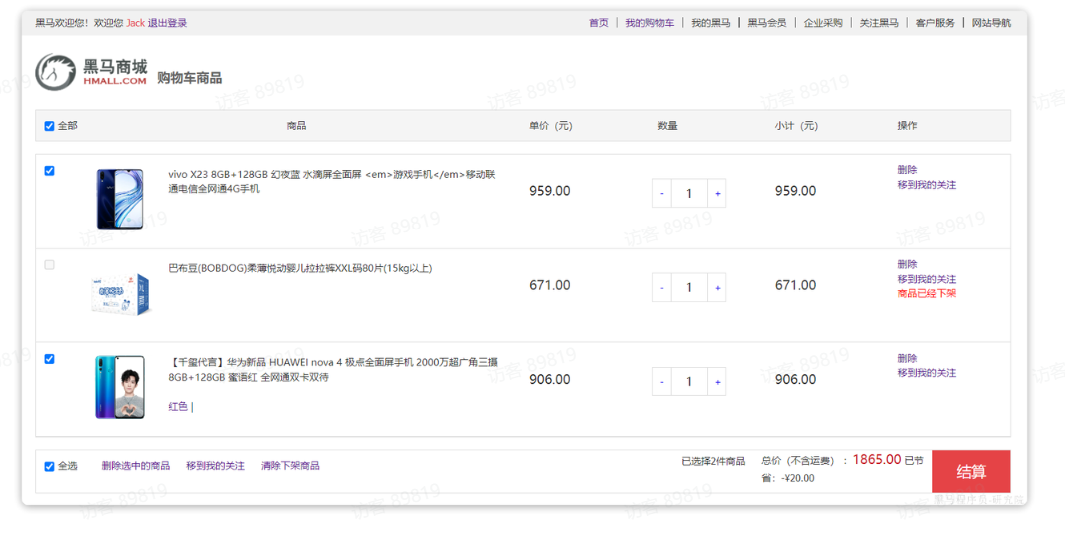 黑马欢迎您！欢迎您 Jack 退出登录
首页 | 我的购物车 | 我的黑马 | 黑马会员 | 企业采购 | 关注黑马 | 客户服务 | 网站导航
黑马商城
HMALL.COM
购物车商品
全部 商品 单价（元） 数量 小计（元） 操作
vivo X23 8GB+128GB 幻夜蓝 水滴屏全面屏 <em>游戏手机</em>移动联
通电信全网通4G手机
959.00 - 1 + 959.00
删除
移到我的关注
巴布豆(BOBDOG)柔薄悦动婴儿拉拉裤XXL码80片(15kg以上)
671.00 - 1 + 671.00
删除
移到我的关注
商品已经下架
【千玺代言】华为新品 HUAWEI nova 4 极点全面屏手机 2000万超广角三摄
8GB+128GB 蜜语红 全网通双卡双待
红色 |
906.00 - 1 + 906.00
删除
移到我的关注
全选 删除选中的商品 移到我的关注 清除下架商品
已选择2件商品 总价（不含运费）：1865.00 已节
省：-¥20.00
结算
访客 89819
黑马程序员-研究院